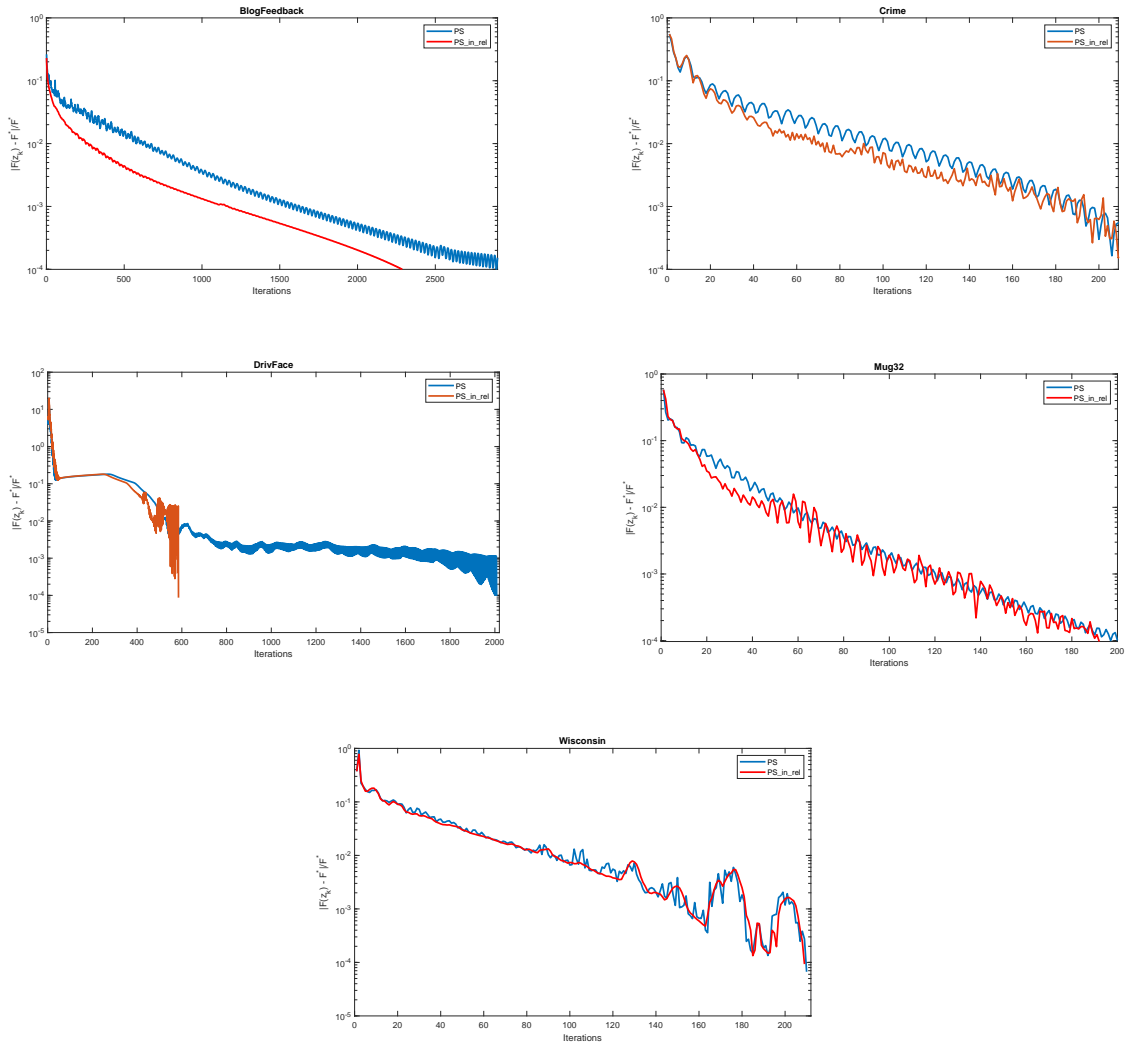 BlogFeedback
PS
PS_in_rel
10^0
10^-1
10^-2
10^-3
10^-4
|F(z_k) - F^*|/F^*
0 500 1000 1500 2000 2500
Iterations
Crime
PS
PS_in_rel
10^0
10^-1
10^-2
10^-3
10^-4
|F(z_k) - F^*|/F^*
0 20 40 60 80 100 120 140 160 180 200
Iterations
DrivFace
PS
PS_in_rel
10^2
10^1
10^0
10^-1
10^-2
10^-3
10^-4
10^-5
|F(z_k) - F^*|/F^*
0 200 400 600 800 1000 1200 1400 1600 1800 2000
Iterations
Mug32
PS
PS_in_rel
10^0
10^-1
10^-2
10^-3
10^-4
|F(z_k) - F^*|/F^*
0 20 40 60 80 100 120 140 160 180 200
Iterations
Wisconsin
PS
PS_in_rel
10^0
10^-1
10^-2
10^-3
10^-4
10^-5
|F(z_k) - F^*|/F^*
0 20 40 60 80 100 120 140 160 180 200
Iterations